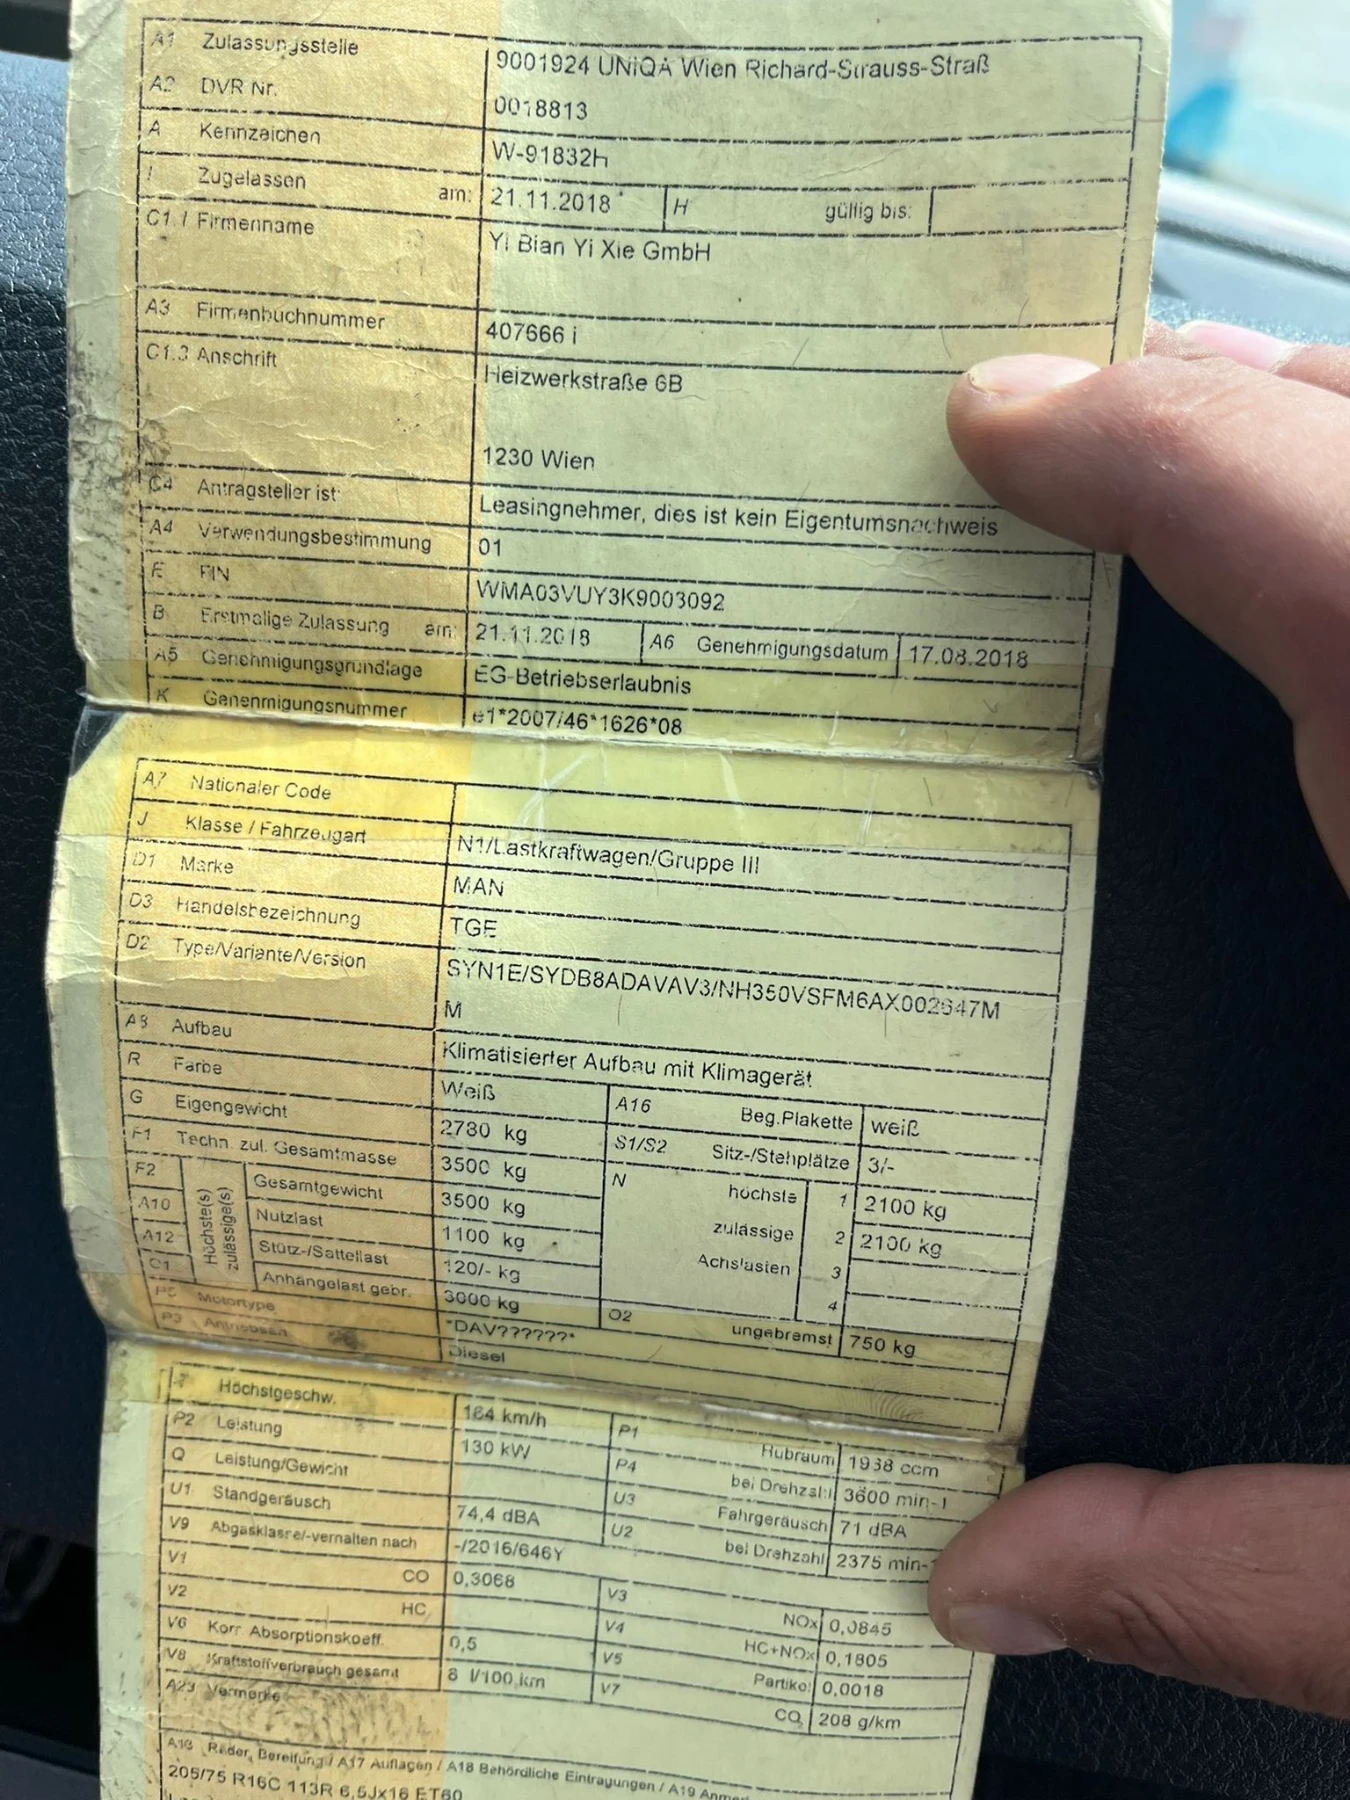 A1 Zulassungsstelle 9001924 UNIQA Wien Richard-Strauss-Straß
A2 DVR Nr. 0018813
A Kennzeichen W-91832H
I Zugelassen am: 21.11.2018 H gültig bis:
C1.1 Firmenname Yi Bian Yi Xie GmbH
A3 Firmenbuchnummer 407666 i
C1.3 Anschrift Heizwerkstraße 6B
1230 Wien
C4 Antragsteller ist: Leasingnehmer, dies ist kein Eigentumsnachweis
A4 Verwendungsbestimmung 01
E FIN WMA03VUY3K9003092
B Erstmalige Zulassung am: 21.11.2018 A6 Genehmigungsdatum 17.08.2018
A5 Genehmigungsgrundlage EG-Betriebserlaubnis
K Genehmigungsnummer e1*2007/46*1626*08
A7 Nationaler Code
J Klasse / Fahrzeugart N1/Lastkraftwagen/Gruppe III
D1 Marke MAN
D3 Handelsbezeichnung TGE
D2 Type/Variante/Version SYN1E/SYDB8ADAVAV3/NH350VSFM6AX002647M
M
A8 Aufbau Klimatisierter Aufbau mit Klimagerät
R Farbe Weiß A16 Beg.Plakette weiß
G Eigengewicht 2780 kg S1/S2 Sitz-/Stehplätze 3/-
F1 Techn. zul. Gesamtmasse 3500 kg N höchste 1 2100 kg
F2 Höchste(s) zulässige(s) Gesamtgewicht 3500 kg zulässige 2 2100 kg
A10 Nutzlast 1100 kg Achslasten 3
A12 Stütz-/Sattellast 120/- kg 4
O1 Anhängelast gebr. 3000 kg O2 ungebremst 750 kg
P5 Motortype *DAV??????*
P3 Antriebsart Diesel
T Höchstgeschw. 164 km/h P1 Hubraum 1968 ccm
P2 Leistung 130 kW P4 bei Drehzahl 3600 min-1
Q Leistung/Gewicht U3 Fahrgeräusch 71 dBA
U1 Standgeräusch 74,4 dBA U2 bei Drehzahl 2375 min-1
V9 Abgasklasse/-verhalten nach -/2016/646Y
V1 CO 0,3068 V3 NOx 0,0845
V2 HC V4 HC+NOx 0,1805
V6 Korr. Absorptionskoeff. 0,5 V5 Partikel 0,0018
V8 Kraftstoffverbrauch gesamt 8 l/100 km V7 CO2 208 g/km
A23 Vermerke
A13 Räder, Bereifung / A17 Auflagen / A18 Behördliche Eintragungen / A19 Anmer
205/75 R16C 113R 6,5Jx16 ET60